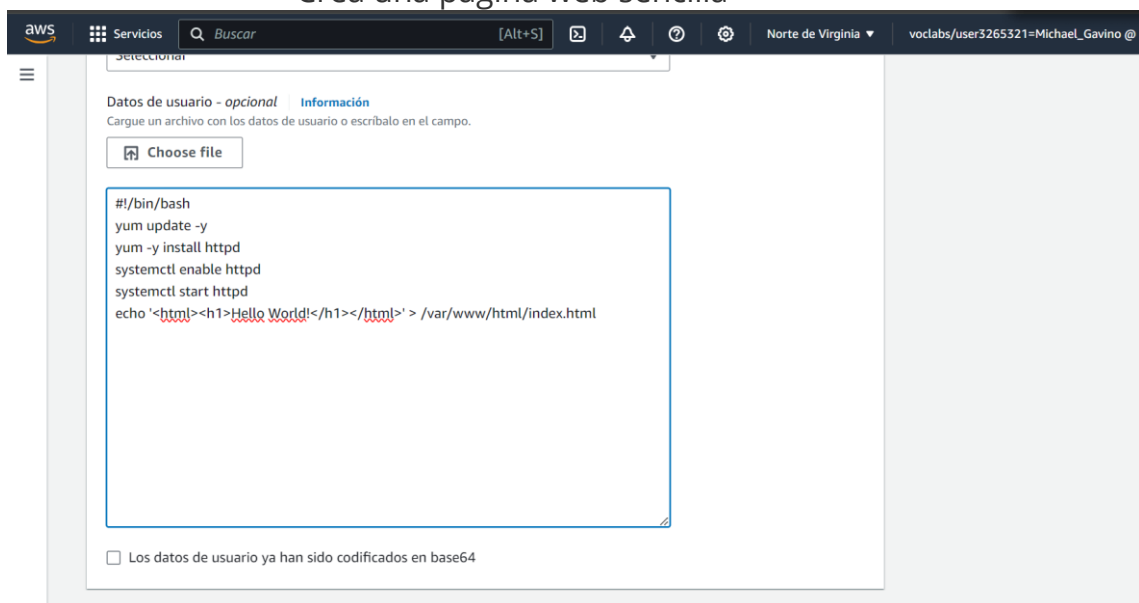 Crea una página web sencilla
aws Servicios Buscar [Alt+S] Norte de Virginia ▼ voclabs/user3265321=Michael_Gavino @
Seleccionar
Datos de usuario - opcional Información
Cargue un archivo con los datos de usuario o escríbalo en el campo.
Choose file
#!/bin/bash
yum update -y
yum -y install httpd
systemctl enable httpd
systemctl start httpd
echo '<html><h1>Hello World!</h1></html>' > /var/www/html/index.html
Los datos de usuario ya han sido codificados en base64